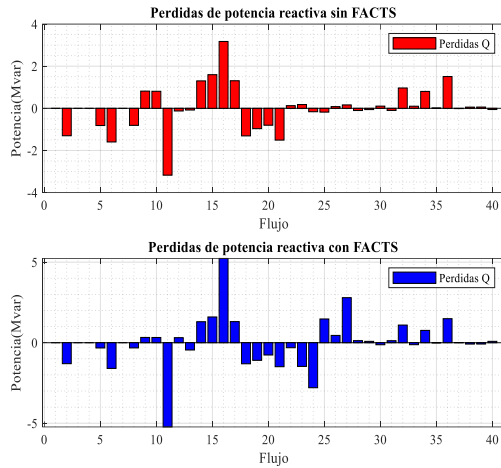 Perdidas de potencia reactiva sin FACTS
Potencia(Mvar)
4
2
0
-2
-4
Perdidas Q
0 5 10 15 20 25 30 35 40
Flujo
Perdidas de potencia reactiva con FACTS
Potencia(Mvar)
5
0
-5
Perdidas Q
0 5 10 15 20 25 30 35 40
Flujo